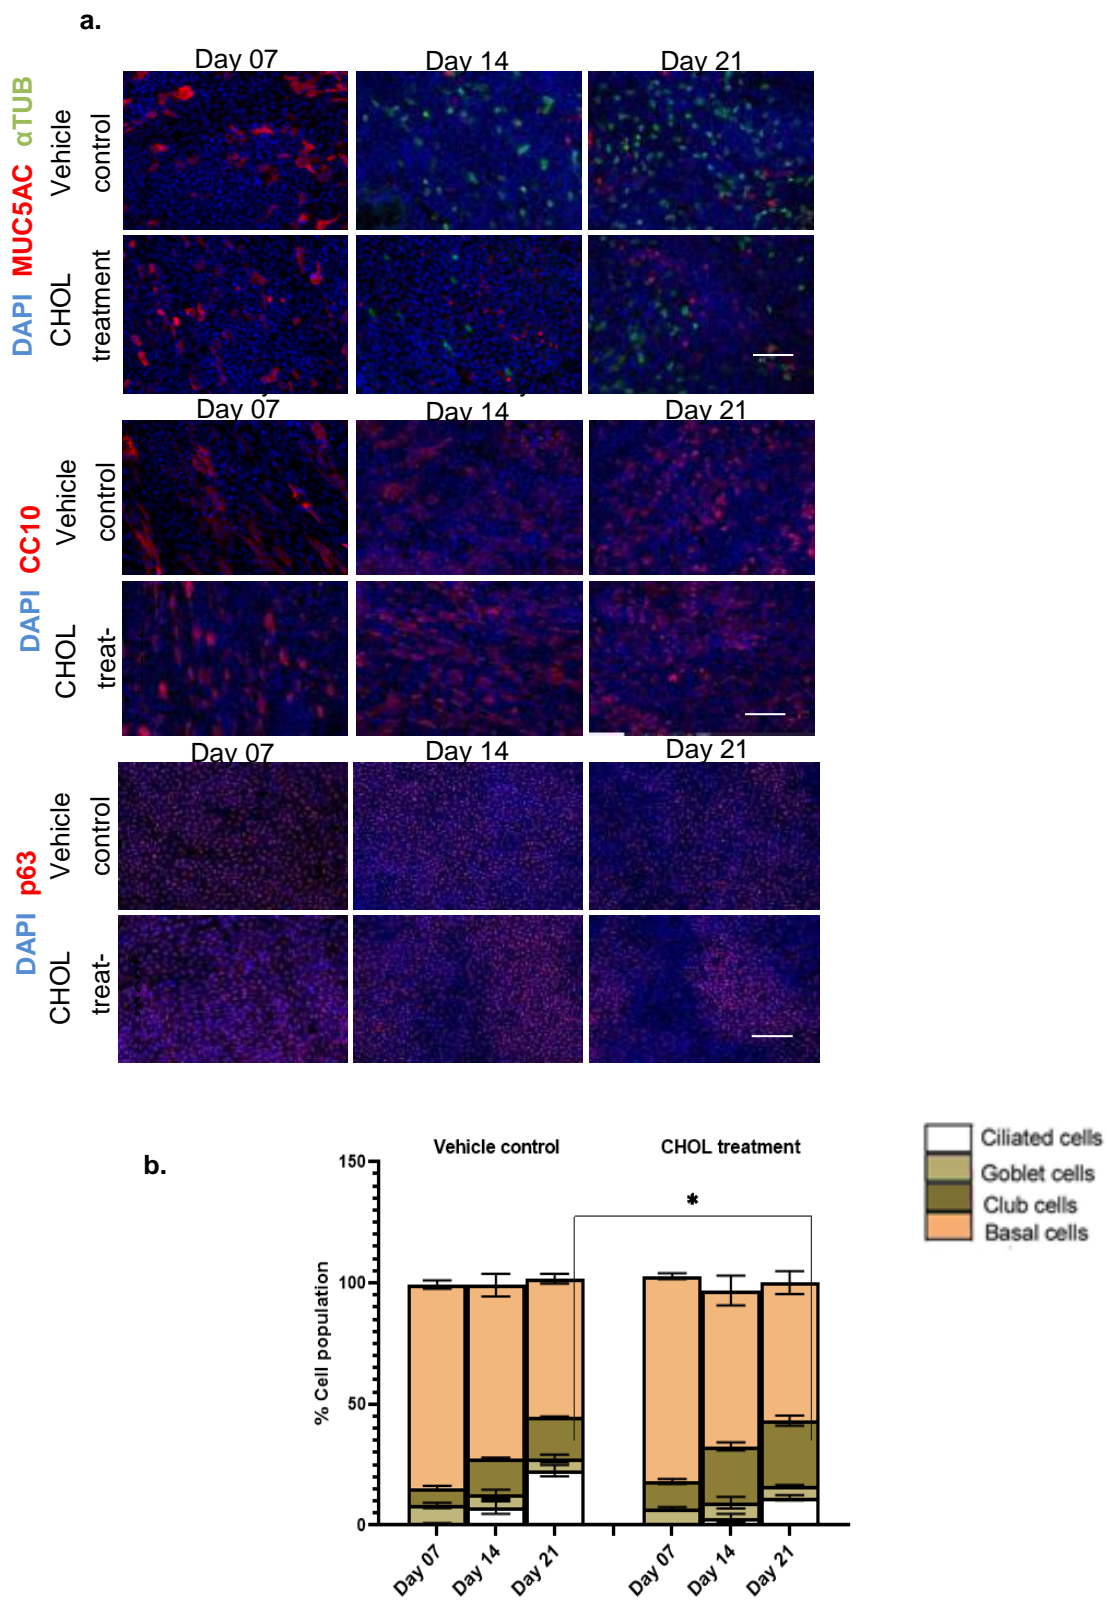 a.
Day 07 Day 14 Day 21
DAPI MUC5AC αTUB
Vehicle
control
CHOL
treatment
Day 07 Day 14 Day 21
DAPI CC10
Vehicle
control
CHOL
treat-
Day 07 Day 14 Day 21
DAPI p63
Vehicle
control
CHOL
treat-
b.
Vehicle control CHOL treatment
*
% Cell population
150
100
50
0
Day 07 Day 14 Day 21 Day 07 Day 14 Day 21
Ciliated cells
Goblet cells
Club cells
Basal cells